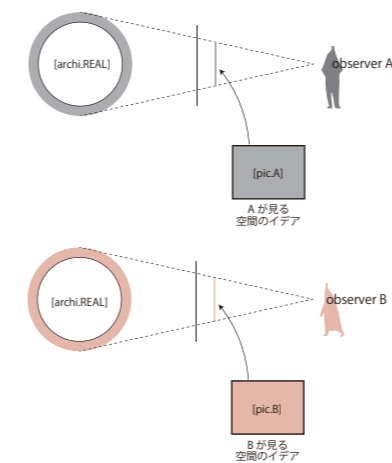 [archi.REAL]
observer A
[pic.A]
A が見る
空間のイデア
[archi.REAL]
observer B
[pic.B]
B が見る
空間のイデア